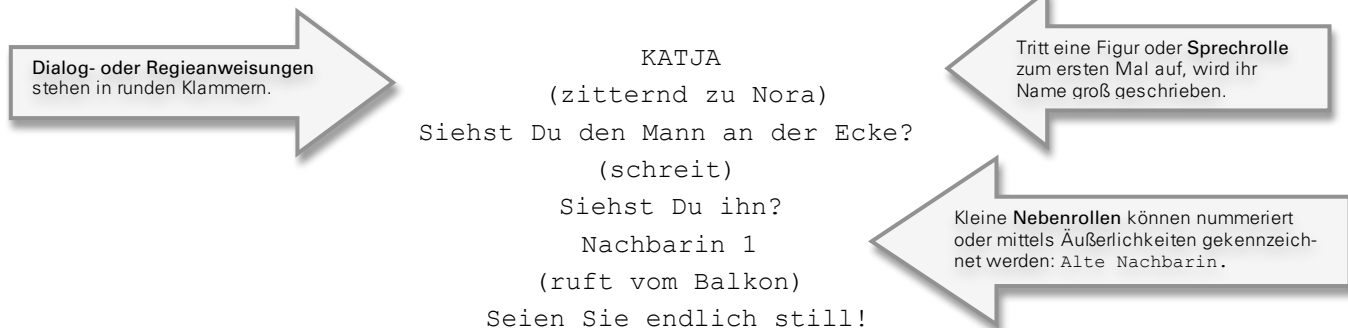 Dialog- oder Regieanweisungen
stehen in runden Klammern.
KATJA
(zitternd zu Nora)
Siehst Du den Mann an der Ecke?
(schreit)
Siehst Du ihn?
Nachbarin 1
(ruft vom Balkon)
Seien Sie endlich still!
Tritt eine Figur oder Sprechrolle
zum ersten Mal auf, wird ihr
Name groß geschrieben.
Kleine Nebenrollen können nummeriert
oder mittels Äußerlichkeiten gekennzeich-
net werden: Alte Nachbarin.